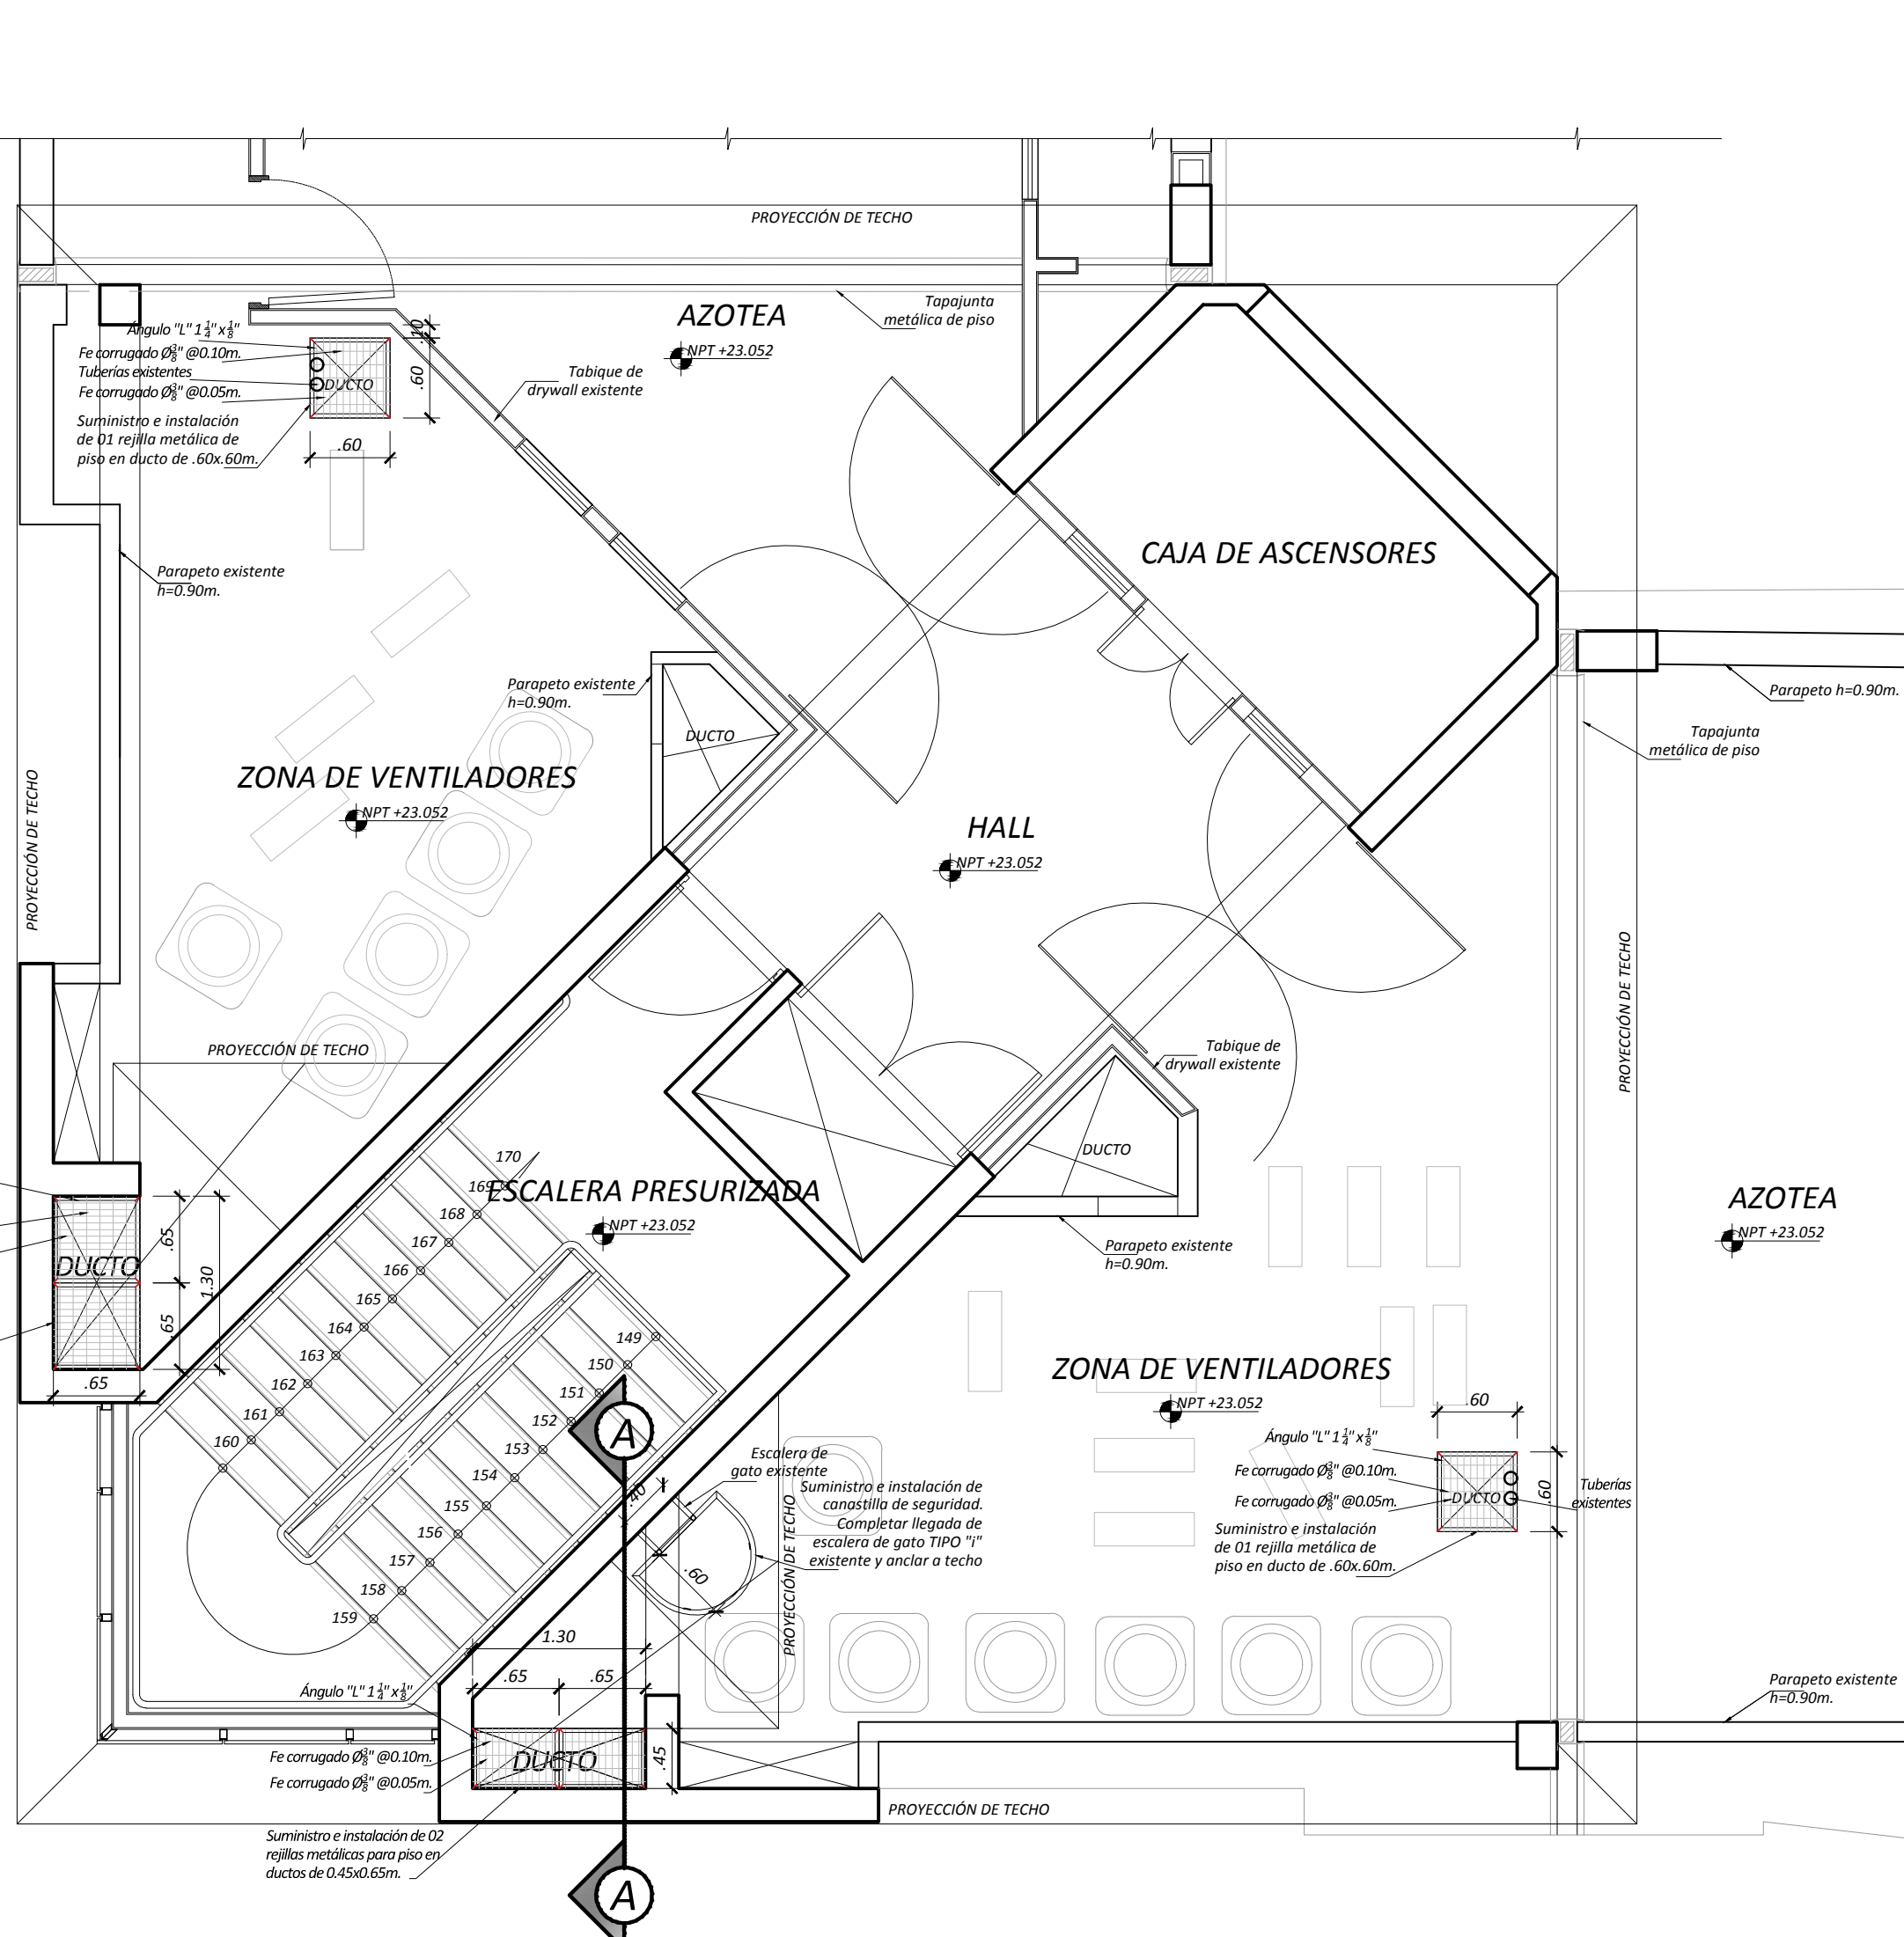 PROYECCIÓN DE TECHO
AZOTEA
NPT +23.052
Tapajunta
metálica de piso
Ángulo "L" 1 1/4" x 1/8"
Fe corrugado Ø3/8" @0.10m.
Tuberías existentes
Fe corrugado Ø3/8" @0.05m.
DUCTO
Suministro e instalación
de 01 rejilla metálica de
piso en ducto de .60x.60m.
.10
.60
.60
Tabique de
drywall existente
Parapeto existente
h=0.90m.
CAJA DE ASCENSORES
Parapeto existente
h=0.90m.
DUCTO
Parapeto h=0.90m.
Tapajunta
metálica de piso
ZONA DE VENTILADORES
NPT +23.052
PROYECCIÓN DE TECHO
HALL
NPT +23.052
PROYECCIÓN DE TECHO
PROYECCIÓN DE TECHO
Tabique de
drywall existente
DUCTO
Parapeto existente
h=0.90m.
AZOTEA
NPT +23.052
ESCALERA PRESURIZADA
NPT +23.052
170
169
168
167
166
165
164
163
162
161
160
149
150
151
152
153
154
155
156
157
158
159
DUCTO
.65
.65
1.30
.65
A
ZONA DE VENTILADORES
NPT +23.052
Escalera de
gato existente
Suministro e instalación de
canastilla de seguridad.
Completar llegada de
escalera de gato TIPO "i"
existente y anclar a techo
.40
.60
PROYECCIÓN DE TECHO
.60
.60
Ángulo "L" 1 1/4" x 1/8"
Fe corrugado Ø3/8" @0.10m.
Fe corrugado Ø3/8" @0.05m.
DUCTO
Tuberías
existentes
Suministro e instalación
de 01 rejilla metálica de
piso en ducto de .60x.60m.
1.30
.65
.65
.45
Ángulo "L" 1 1/4" x 1/8"
Fe corrugado Ø3/8" @0.10m.
Fe corrugado Ø3/8" @0.05m.
DUCTO
Suministro e instalación de 02
rejillas metálicas para piso en
ductos de 0.45x0.65m.
PROYECCIÓN DE TECHO
Parapeto existente
h=0.90m.
A